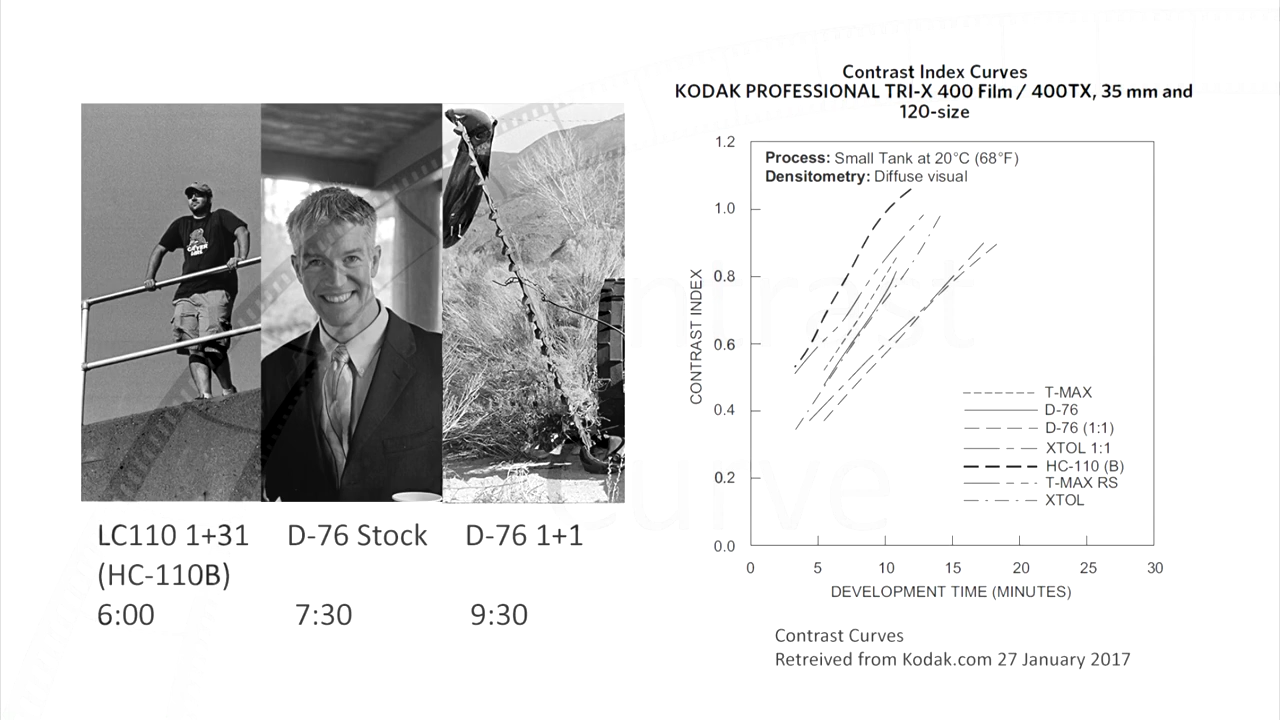 LC110 1+31
(HC-110B)
6:00
D-76 Stock
7:30
D-76 1+1
9:30
Contrast Index Curves
KODAK PROFESSIONAL TRI-X 400 Film / 400TX, 35 mm and
120-size
Process: Small Tank at 20°C (68°F)
Densitometry: Diffuse visual
CONTRAST INDEX
1.2
1.0
0.8
0.6
0.4
0.2
0.0
T-MAX
D-76
D-76 (1:1)
XTOL 1:1
HC-110 (B)
T-MAX RS
XTOL
0 5 10 15 20 25 30
DEVELOPMENT TIME (MINUTES)
Contrast Curves
Retreived from Kodak.com 27 January 2017